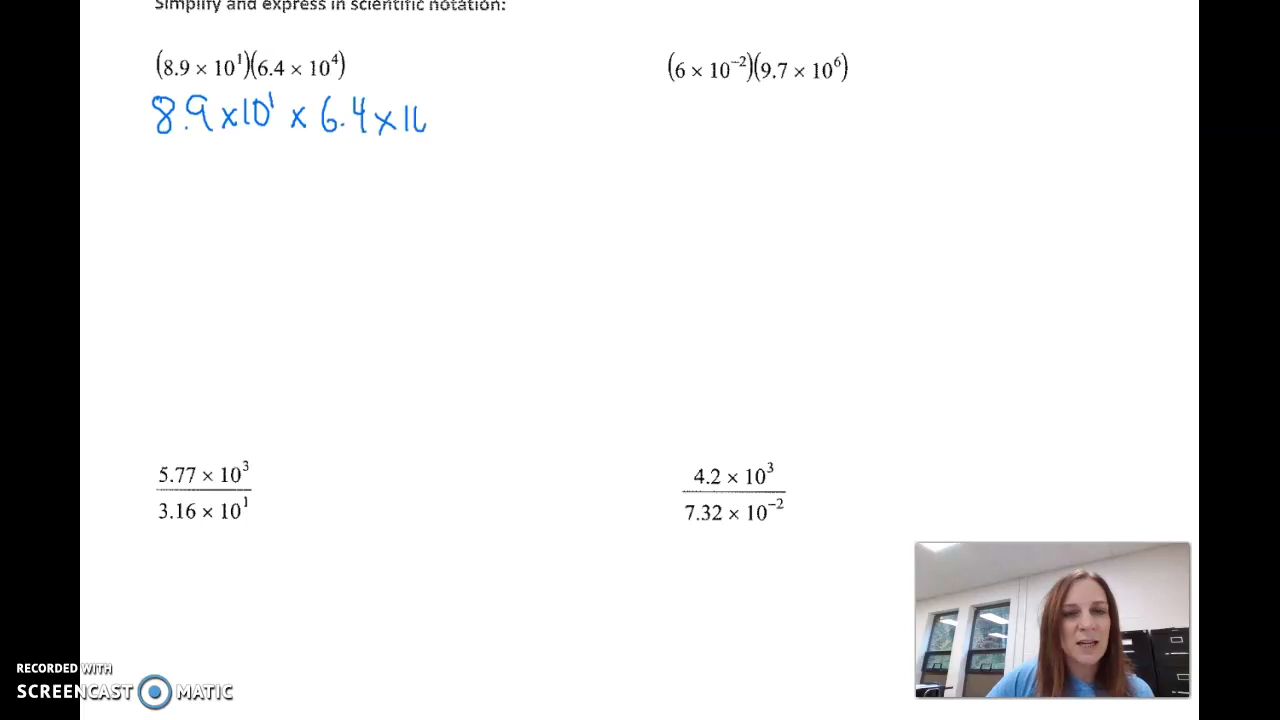 Simplify and express in scientific notation:
(8.9 × 10¹)(6.4 × 10⁴)
(6 × 10⁻²)(9.7 × 10⁶)
8.9 x 10¹ x 6.4 x 10
5.77 × 10³
3.16 × 10¹
4.2 × 10³
7.32 × 10⁻²
RECORDED WITH
SCREENCAST MATIC